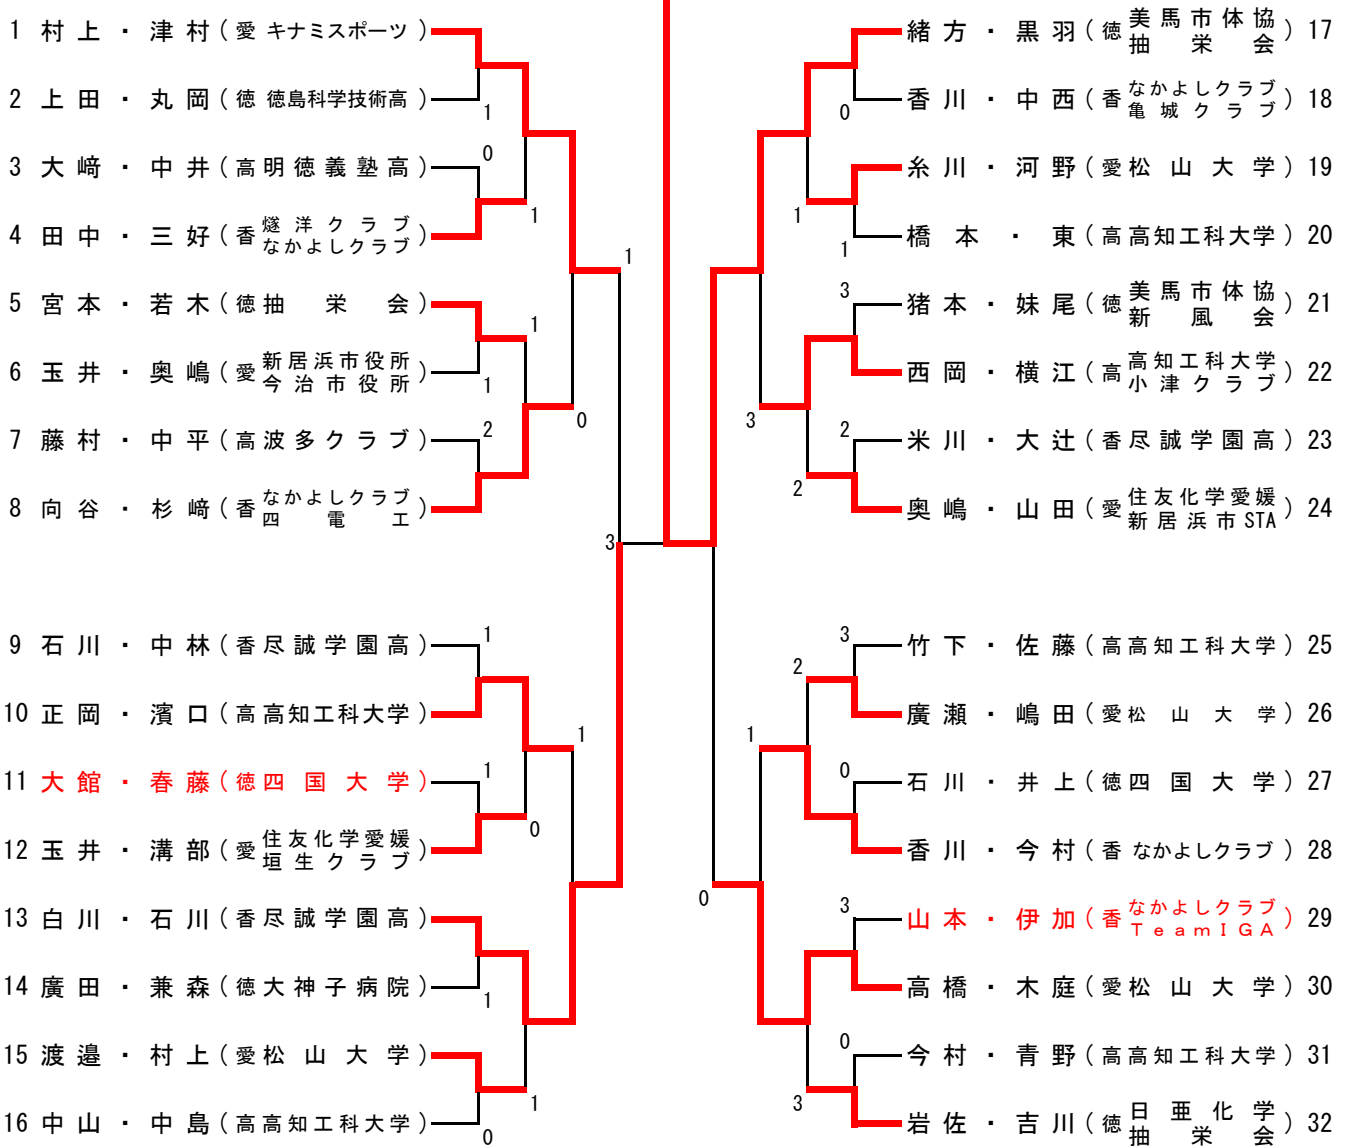 1 村上・津村(愛 キナミスポーツ)
2 上田・丸岡(徳 徳島科学技術高)
1
0
3 大﨑・中井(高 明徳義塾高)
1
4 田中・三好(香 燧洋クラブ
なかよしクラブ)
1
5 宮本・若木(徳 抽栄会)
1
6 玉井・奥嶋(愛 新居浜市役所
今治市役所)
1
0
7 藤村・中平(高 波多クラブ)
2
8 向谷・杉﨑(香 なかよしクラブ
四電工)
3
9 石川・中林(香 尽誠学園高)
1
10 正岡・濱口(高 高知工科大学)
1
11 大館・春藤(徳 四国大学)
1
0
12 玉井・溝部(愛 住友化学愛媛
垣生クラブ)
13 白川・石川(香 尽誠学園高)
14 廣田・兼森(徳 大神子病院)
1
15 渡邉・村上(愛 松山大学)
1
16 中山・中島(高 高知工科大学)
0
緒方・黒羽(徳 美馬市体協
抽栄会) 17
0
香川・中西(香 なかよしクラブ
亀城クラブ) 18
糸川・河野(愛 松山大学) 19
1
1
橋本・東(高 高知工科大学) 20
3
猪本・妹尾(徳 美馬市体協
新風会) 21
西岡・横江(高 高知工科大学
小津クラブ) 22
3
2
米川・大辻(香 尽誠学園高) 23
2
奥嶋・山田(愛 住友化学愛媛
新居浜市STA) 24
3
竹下・佐藤(高 高知工科大学) 25
2
廣瀬・嶋田(愛 松山大学) 26
1
0
石川・井上(徳 四国大学) 27
香川・今村(香 なかよしクラブ) 28
0
3
山本・伊加(香 なかよしクラブ
ＴｅａｍＩＧＡ) 29
高橋・木庭(愛 松山大学) 30
0
今村・青野(高 高知工科大学) 31
3
岩佐・吉川(徳 日亜化学
抽栄会) 32